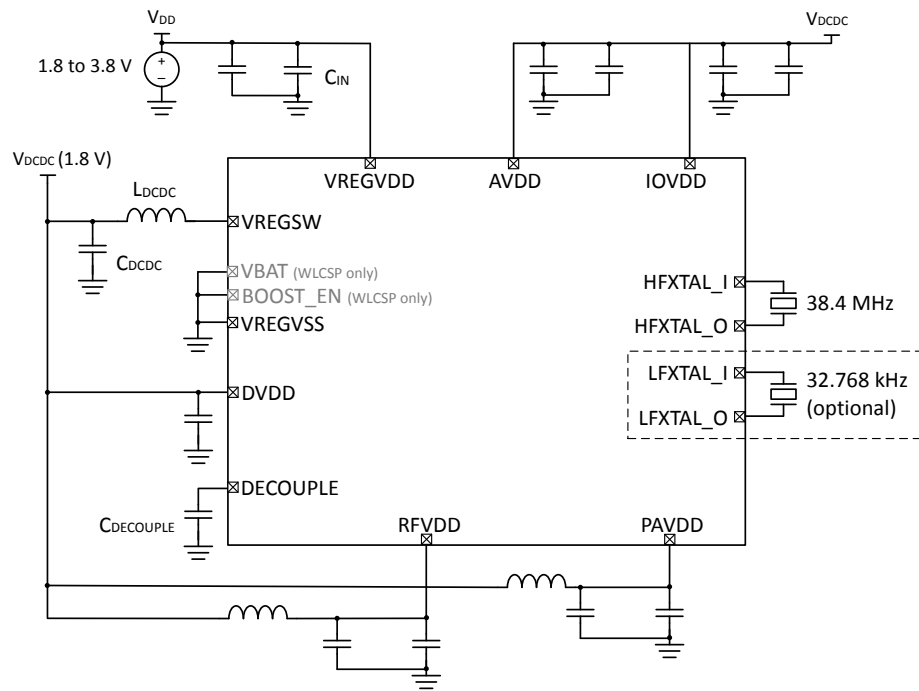 VDD
VDCDC
1.8 to 3.8 V
+
–
CIN
VDCDC (1.8 V)
VREGVDD
AVDD
IOVDD
LDCDC
VREGSW
CDCDC
VBAT (WLCSP only)
BOOST_EN (WLCSP only)
VREGVSS
HFXTAL_I
38.4 MHz
HFXTAL_O
LFXTAL_I
32.768 kHz
(optional)
LFXTAL_O
DVDD
DECOUPLE
CDECOUPLE
RFVDD
PAVDD